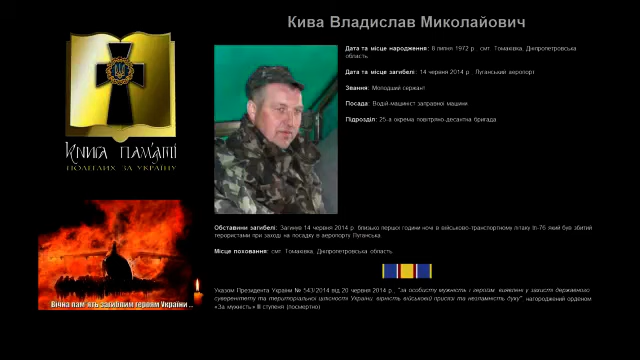 Кива Владислав Миколайович
Дата та місце народження: 8 липня 1972 р., смт. Томаківка, Дніпропетровська
область.
Дата та місце загибелі: 14 червня 2014 р., Луганський аеропорт
Звання: Молодший сержант
Посада: Водій-машиніст заправної машини
Підрозділ: 25-а окрема повітряно-десантна бригада
Книга пам'яті
полеглих за Україну
Обставини загибелі: Загинув 14 червня 2014 р. близько першої години ночі в військово-транспортному літаку Іл-76 який був збитий
терористами при заході на посадку в аеропорту Луганська.
Місце поховання: смт. Томаківка, Дніпропетровська область.
Вічна пам'ять загиблим героям України ...
Указом Президента України № 543/2014 від 20 червня 2014 р., "за особисту мужність і героїзм, виявлені у захисті державного
суверенітету та територіальної цілісності України, вірність військовій присязі та незламність духу", нагороджений орденом
«За мужність» III ступеня (посмертно)